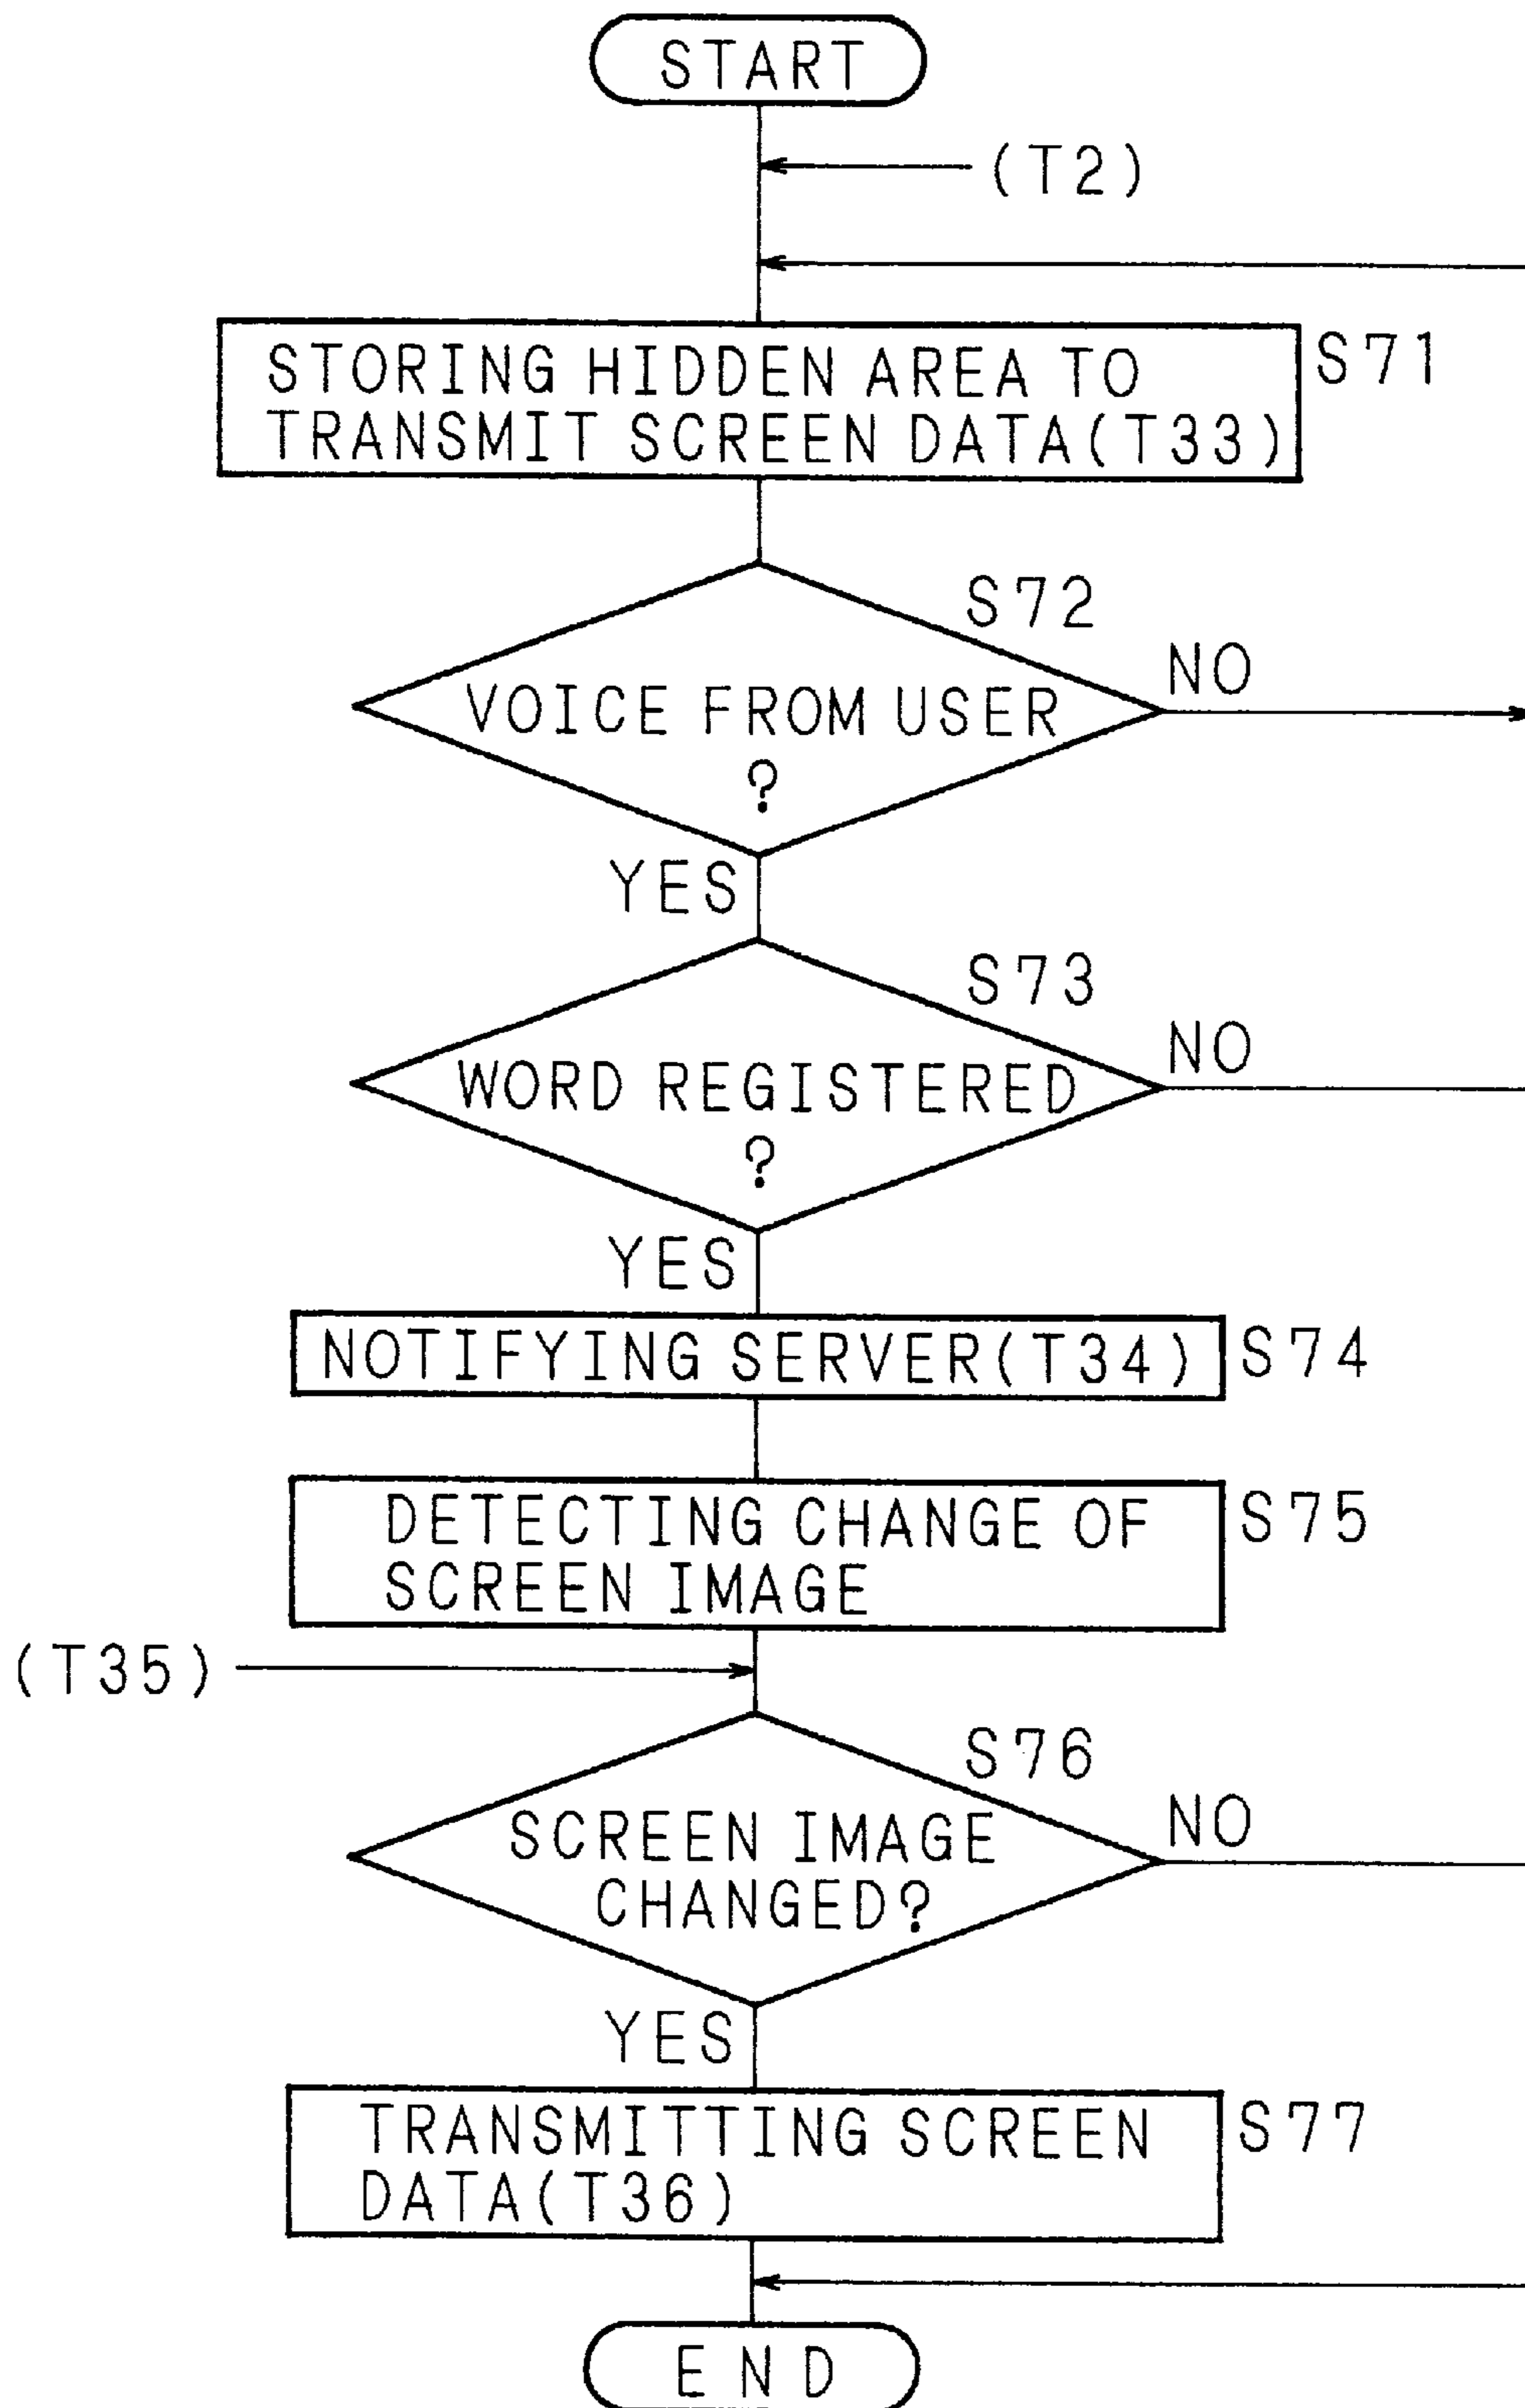 START
(T2)
STORING HIDDEN AREA TO
TRANSMIT SCREEN DATA(T33)
S71
S72
VOICE FROM USER
?
NO
YES
S73
WORD REGISTERED
?
NO
YES
NOTIFYING SERVER(T34)
S74
DETECTING CHANGE OF
SCREEN IMAGE
S75
(T35)
S76
SCREEN IMAGE
CHANGED?
NO
YES
TRANSMITTING SCREEN
DATA(T36)
S77
END